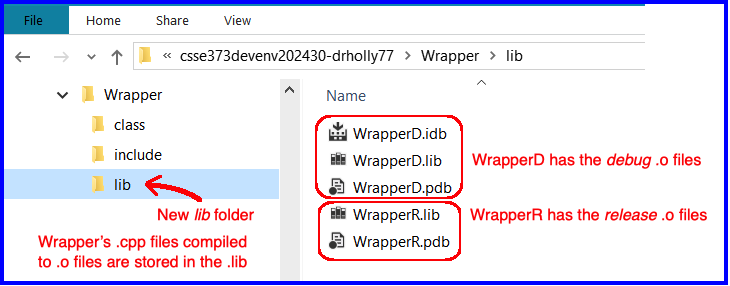 File Home Share View
« csse373devenv202430-drholly77 > Wrapper > lib
Wrapper
class
include
lib
New lib folder
Wrapper's .cpp files compiled
to .o files are stored in the .lib
Name
WrapperD.idb
WrapperD.lib
WrapperD.pdb
WrapperD has the debug .o files
WrapperR.lib
WrapperR.pdb
WrapperR has the release .o files